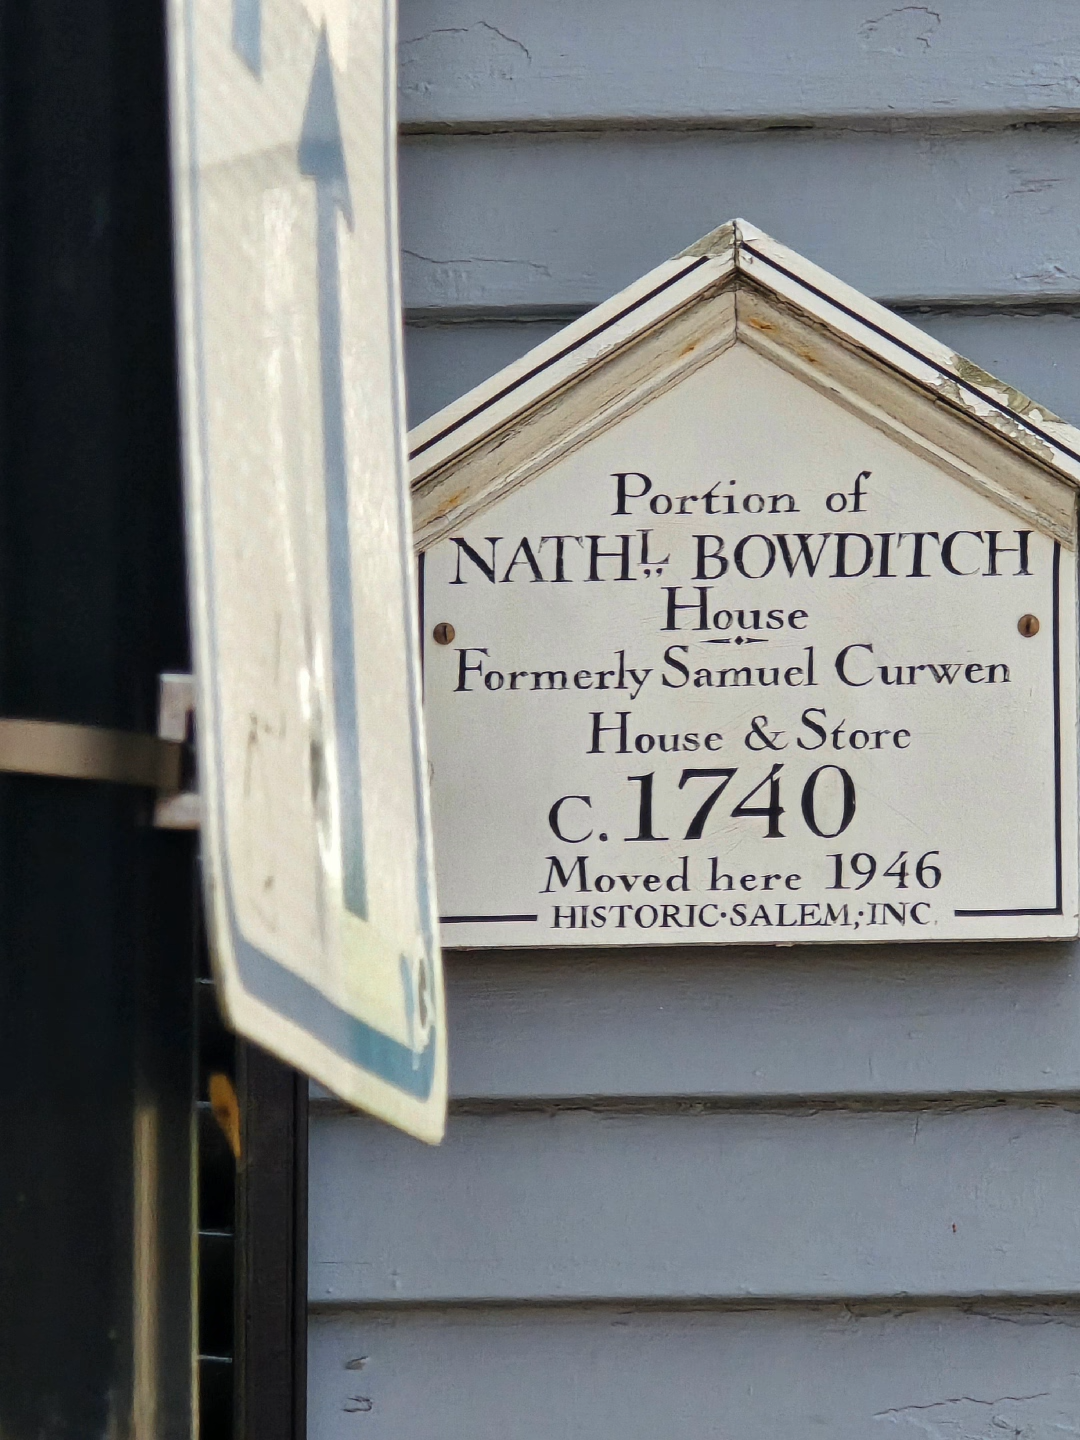 Portion of
NATHL BOWDITCH
House
Formerly Samuel Curwen
House & Store
C. 1740
Moved here 1946
HISTORIC·SALEM, INC.